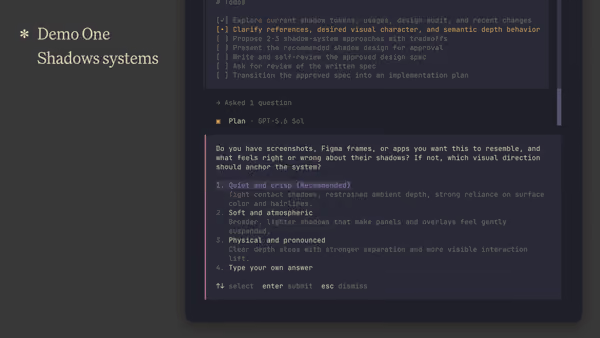 ✻ Demo One
Shadows systems
# Todos
[✓] Explore current shadow tokens, usages, design audit, and recent changes
[•] Clarify references, desired visual character, and semantic depth behavior
[ ] Propose 2-3 shadow-system approaches with tradeoffs
[ ] Present the recommended shadow design for approval
[ ] Write and self-review the approved design spec
[ ] Ask for review of the written spec
[ ] Transition the approved spec into an implementation plan
→ Asked 1 question
▣ Plan · GPT-5.6 Sol
Do you have screenshots, Figma frames, or apps you want this to resemble, and
what feels right or wrong about their shadows? If not, which visual direction
should anchor the system?
1. Quiet and crisp (Recommended)
Tight contact shadows, restrained ambient depth, strong reliance on surface
color and hairlines.
2. Soft and atmospheric
Broader, lighter shadows that make panels and overlays feel gently
suspended.
3. Physical and pronounced
Clear depth steps with stronger separation and more visible interaction
lift.
4. Type your own answer
↑↓ select enter submit esc dismiss